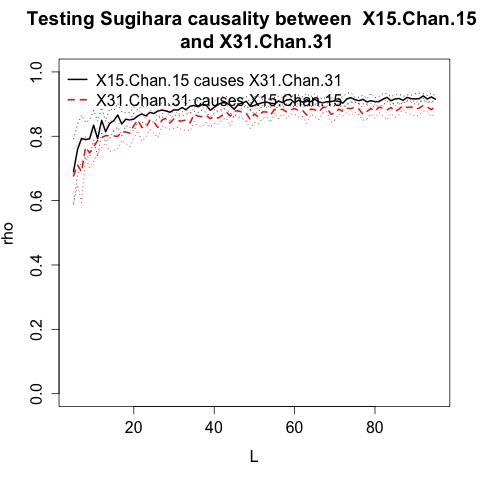 Testing Sugihara causality between X15.Chan.15
and X31.Chan.31
X15.Chan.15 causes X31.Chan.31
X31.Chan.31 causes X15.Chan.15
rho
1.0
0.8
0.6
0.4
0.2
0.0
20 40 60 80
L